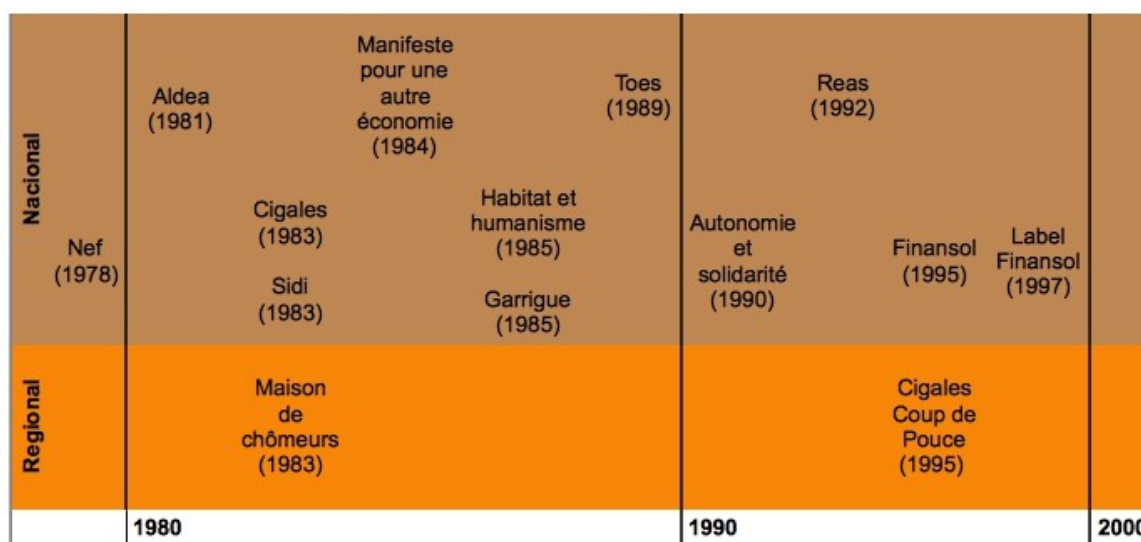 Nacional
Nef
(1978)
Aldea
(1981)
Cigales
(1983)
Sidi
(1983)
Manifeste
pour une
autre
économie
(1984)
Habitat et
humanisme
(1985)
Garrigue
(1985)
Toes
(1989)
Autonomie
et
solidarité
(1990)
Reas
(1992)
Finansol
(1995)
Label
Finansol
(1997)
Regional
Maison
de
chômeurs
(1983)
Cigales
Coup de
Pouce
(1995)
1980
1990
2000